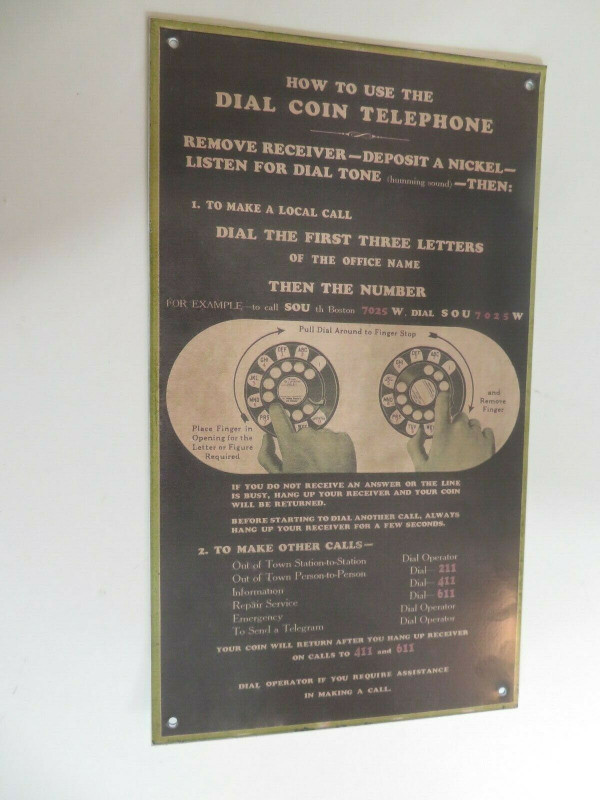 HOW TO USE THE
DIAL COIN TELEPHONE
REMOVE RECEIVER—DEPOSIT A NICKEL—
LISTEN FOR DIAL TONE (humming sound)—THEN:
1. TO MAKE A LOCAL CALL
DIAL THE FIRST THREE LETTERS
OF THE OFFICE NAME
THEN THE NUMBER
FOR EXAMPLE—to call SOU th Boston 7025 W, DIAL S O U 7 0 2 5 W
Pull Dial Around to Finger Stop
Place Finger in
Opening for the
Letter or Figure
Required
and
Remove
Finger
IF YOU DO NOT RECEIVE AN ANSWER OR THE LINE
IS BUSY, HANG UP YOUR RECEIVER AND YOUR COIN
WILL BE RETURNED.
BEFORE STARTING TO DIAL ANOTHER CALL, ALWAYS
HANG UP YOUR RECEIVER FOR A FEW SECONDS.
2. TO MAKE OTHER CALLS—
Out of Town Station-to-Station Dial Operator
Out of Town Person-to-Person Dial—211
Information Dial—411
Repair Service Dial—611
Emergency Dial Operator
To Send a Telegram Dial Operator
YOUR COIN WILL RETURN AFTER YOU HANG UP RECEIVER
ON CALLS TO 411 and 611
DIAL OPERATOR IF YOU REQUIRE ASSISTANCE
IN MAKING A CALL.